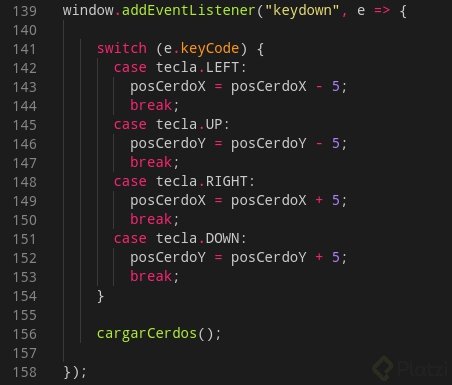 139 window.addEventListener("keydown", e => {
140
141     switch (e.keyCode) {
142       case tecla.LEFT:
143         posCerdoX = posCerdoX - 5;
144         break;
145       case tecla.UP:
146         posCerdoY = posCerdoY - 5;
147         break;
148       case tecla.RIGHT:
149         posCerdoX = posCerdoX + 5;
150         break;
151       case tecla.DOWN:
152         posCerdoY = posCerdoY + 5;
153         break;
154     }
155
156     cargarCerdos();
157
158 });
Platzi